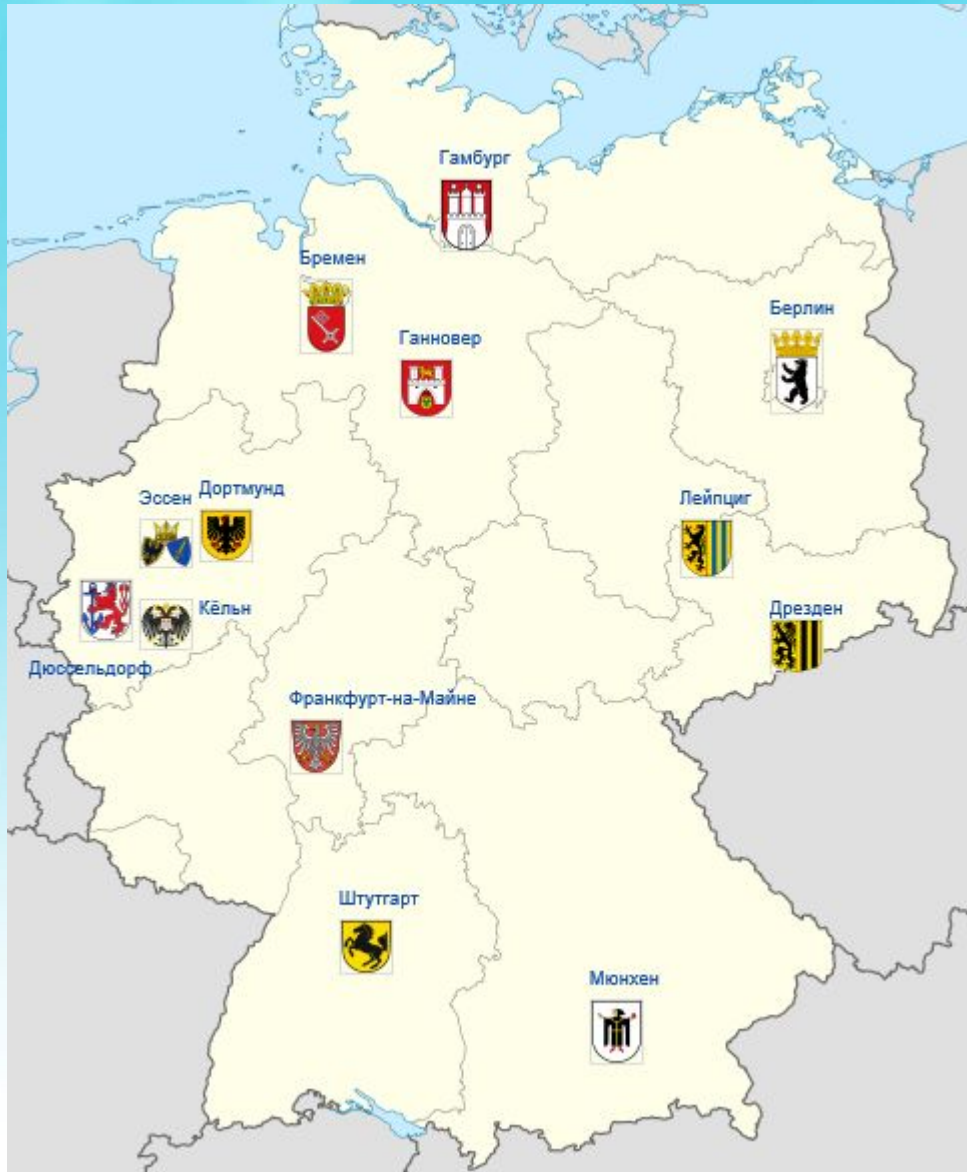 Гамбург
Бремен
Берлин
Ганновер
Эссен
Дортмунд
Лейпциг
Кёльн
Дрезден
Дюссельдорф
Франкфурт-на-Майне
Штутгарт
Мюнхен